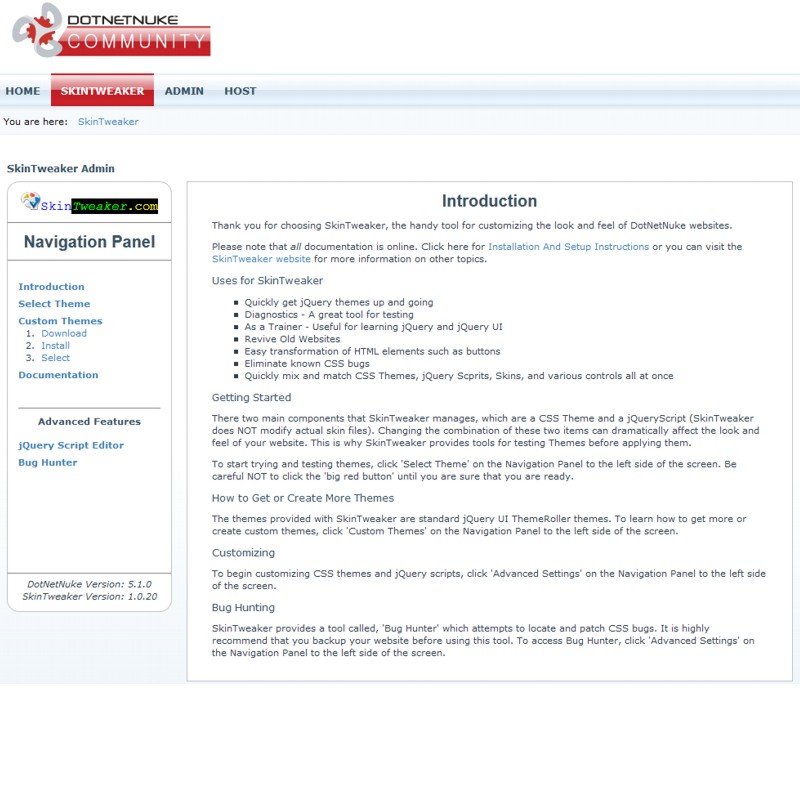 DOTNETNUKE
COMMUNITY
HOME SKINTWEAKER ADMIN HOST
You are here: SkinTweaker
SkinTweaker Admin
SkinTweaker.com
Navigation Panel
Introduction
Select Theme
Custom Themes
1. Download
2. Install
3. Select
Documentation
Advanced Features
jQuery Script Editor
Bug Hunter
DotNetNuke Version: 5.1.0
SkinTweaker Version: 1.0.20
Introduction
Thank you for choosing SkinTweaker, the handy tool for customizing the look and feel of DotNetNuke websites.
Please note that all documentation is online. Click here for Installation And Setup Instructions or you can visit the
SkinTweaker website for more information on other topics.
Uses for SkinTweaker
Quickly get jQuery themes up and going
Diagnostics - A great tool for testing
As a Trainer - Useful for learning jQuery and jQuery UI
Revive Old Websites
Easy transformation of HTML elements such as buttons
Eliminate known CSS bugs
Quickly mix and match CSS Themes, jQuery Scprits, Skins, and various controls all at once
Getting Started
There two main components that SkinTweaker manages, which are a CSS Theme and a jQueryScript (SkinTweaker
does NOT modify actual skin files). Changing the combination of these two items can dramatically affect the look and
feel of your website. This is why SkinTweaker provides tools for testing Themes before applying them.
To start trying and testing themes, click 'Select Theme' on the Navigation Panel to the left side of the screen. Be
careful NOT to click the 'big red button' until you are sure that you are ready.
How to Get or Create More Themes
The themes provided with SkinTweaker are standard jQuery UI ThemeRoller themes. To learn how to get more or
create custom themes, click 'Custom Themes' on the Navigation Panel to the left side of the screen.
Customizing
To begin customizing CSS themes and jQuery scripts, click 'Advanced Settings' on the Navigation Panel to the left side
of the screen.
Bug Hunting
SkinTweaker provides a tool called, 'Bug Hunter' which attempts to locate and patch CSS bugs. It is highly
recommend that you backup your website before using this tool. To access Bug Hunter, click 'Advanced Settings' on
the Navigation Panel to the left side of the screen.